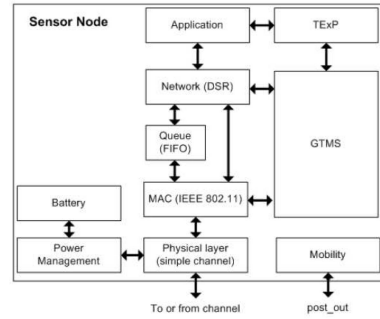 Sensor Node
Application
TExP
Network (DSR)
Queue
(FIFO)
GTMS
MAC (IEEE 802.11)
Battery
Power
Management
Physical layer
(simple channel)
Mobility
To or from channel
post_out